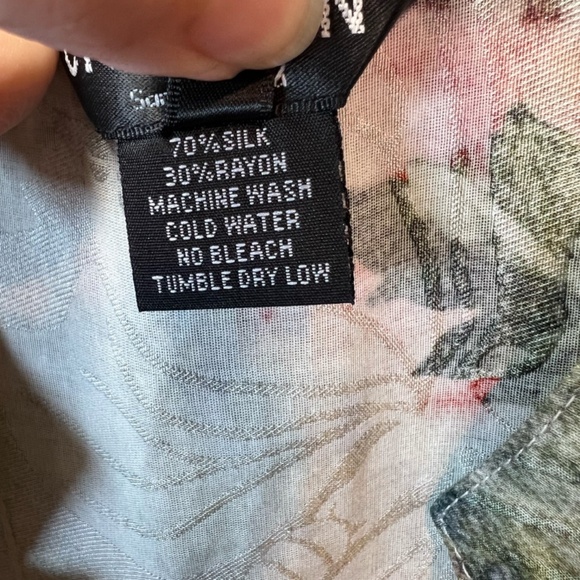 70%SILK
30%RAYON
MACHINE WASH
COLD WATER
NO BLEACH
TUMBLE DRY LOW